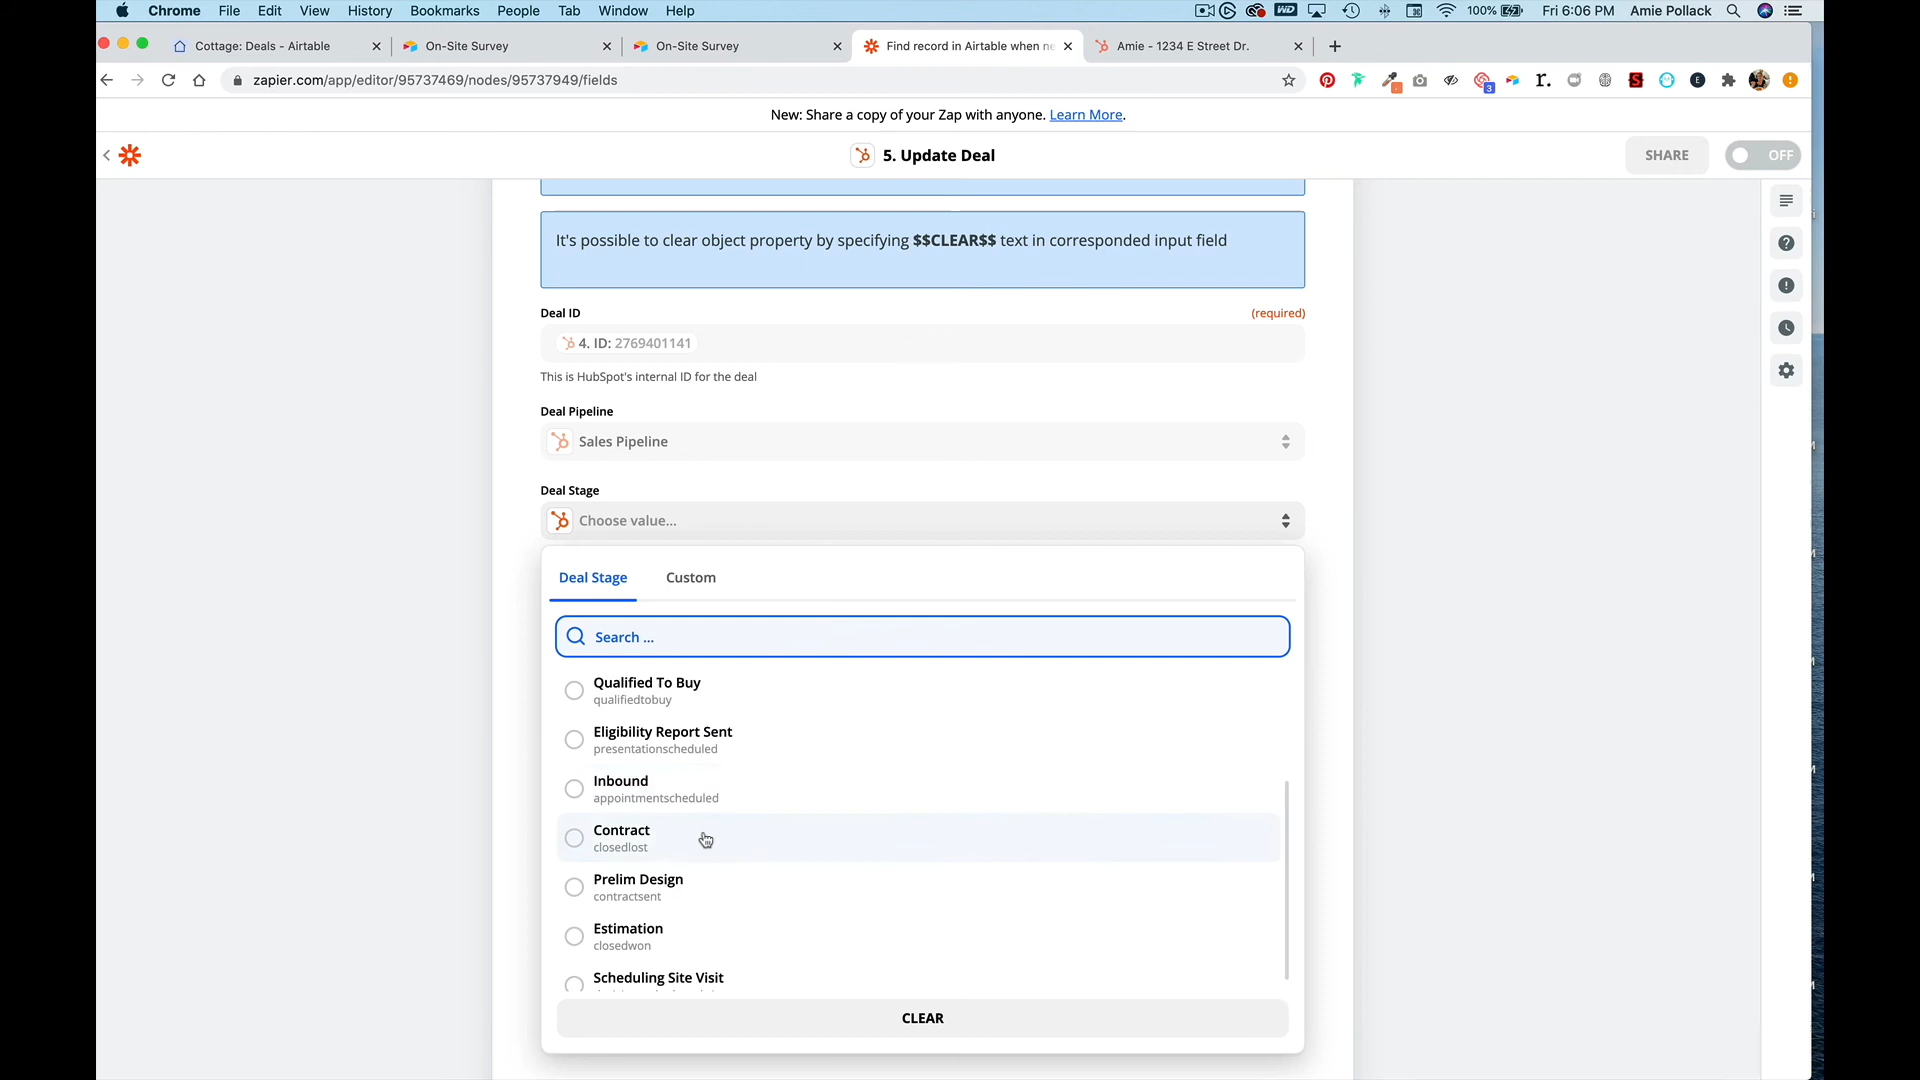 Chrome File Edit View History Bookmarks People Tab Window Help 100% Fri 6:06 PM Amie Pollack
Cottage: Deals - Airtable On-Site Survey On-Site Survey Find record in Airtable when ne Amie - 1234 E Street Dr.
zapier.com/app/editor/95737469/nodes/95737949/fields
New: Share a copy of your Zap with anyone. Learn More.
5. Update Deal SHARE OFF
It's possible to clear object property by specifying $$CLEAR$$ text in corresponded input field
Deal ID (required)
4. ID: 2769401141
This is HubSpot's internal ID for the deal
Deal Pipeline
Sales Pipeline
Deal Stage
Choose value...
Deal Stage Custom
Search ...
Qualified To Buy
qualifiedtobuy
Eligibility Report Sent
presentationscheduled
Inbound
appointmentscheduled
Contract
closedlost
Prelim Design
contractsent
Estimation
closedwon
Scheduling Site Visit
CLEAR